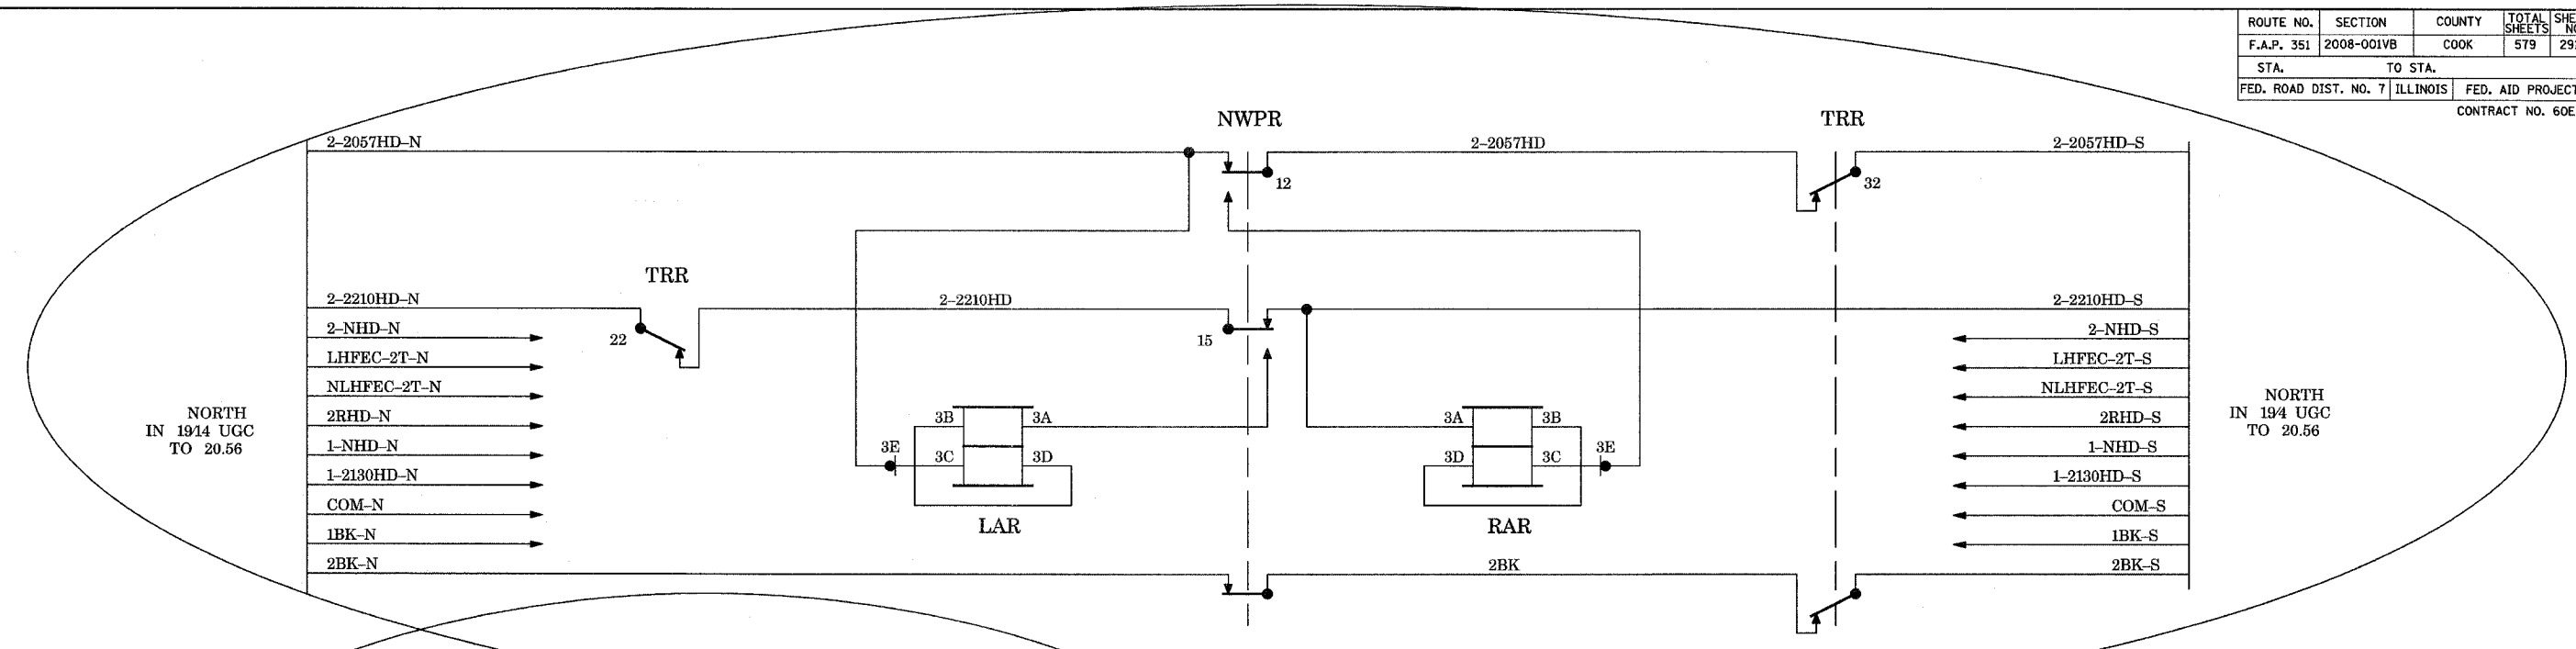 ROUTE NO. SECTION COUNTY TOTAL SHEETS
F.A.P. 351 2008-001VB COOK 579
STA. TO STA.
FED. ROAD DIST. NO. 7 ILLINOIS FED. AID PROJECT
CONTRACT NO.
NWPR TRR
2-2057HD-N 2-2057HD 2-2057HD-S
12 32
TRR
2-2210HD-N 2-2210HD 2-2210HD-S
22 15
2-NHD-N 2-NHD-S
LHFEC-2T-N LHFEC-2T-S
NLHFEC-2T-N NLHFEC-2T-S
NORTH
IN 19/14 UGC
TO 20.56
NORTH
IN 19/4 UGC
TO 20.56
2RHD-N 3B 3A 3A 3B 2RHD-S
1-NHD-N 3E 3C 3D 3D 3C 3E 1-NHD-S
1-2130HD-N 1-2130HD-S
COM-N LAR RAR COM-S
1BK-N 1BK-S
2BK-N 2BK 2BK-S